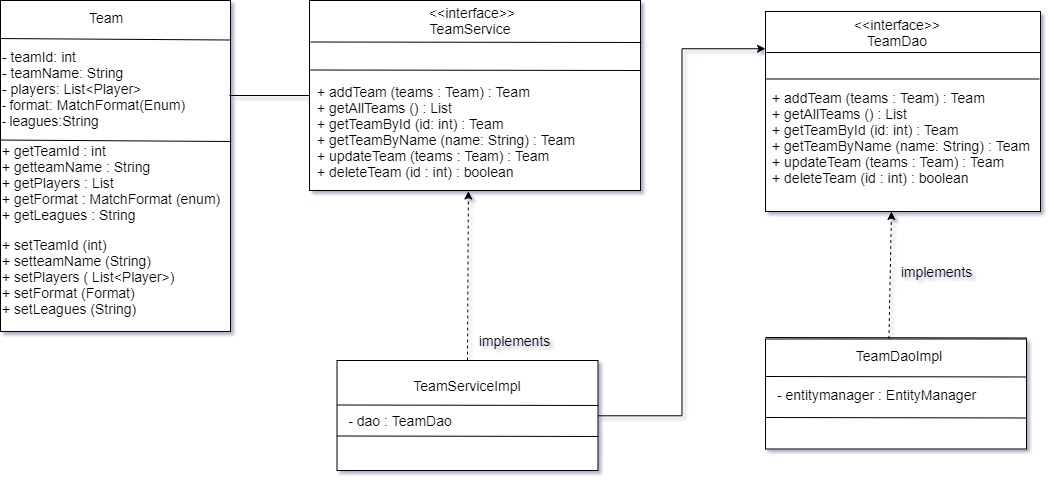 Team
- teamId: int
- teamName: String
- players: List<Player>
- format: MatchFormat(Enum)
- leagues:String
+ getTeamId : int
+ getteamName : String
+ getPlayers : List
+ getFormat : MatchFormat (enum)
+ getLeagues : String
+ setTeamId (int)
+ setteamName (String)
+ setPlayers ( List<Player>)
+ setFormat (Format)
+ setLeagues (String)
<<interface>>
TeamService
+ addTeam (teams : Team) : Team
+ getAllTeams () : List
+ getTeamById (id: int) : Team
+ getTeamByName (name: String) : Team
+ updateTeam (teams : Team) : Team
+ deleteTeam (id : int) : boolean
<<interface>>
TeamDao
+ addTeam (teams : Team) : Team
+ getAllTeams () : List
+ getTeamById (id: int) : Team
+ getTeamByName (name: String) : Team
+ updateTeam (teams : Team) : Team
+ deleteTeam (id : int) : boolean
implements
implements
TeamServiceImpl
- dao : TeamDao
TeamDaoImpl
- entitymanager : EntityManager